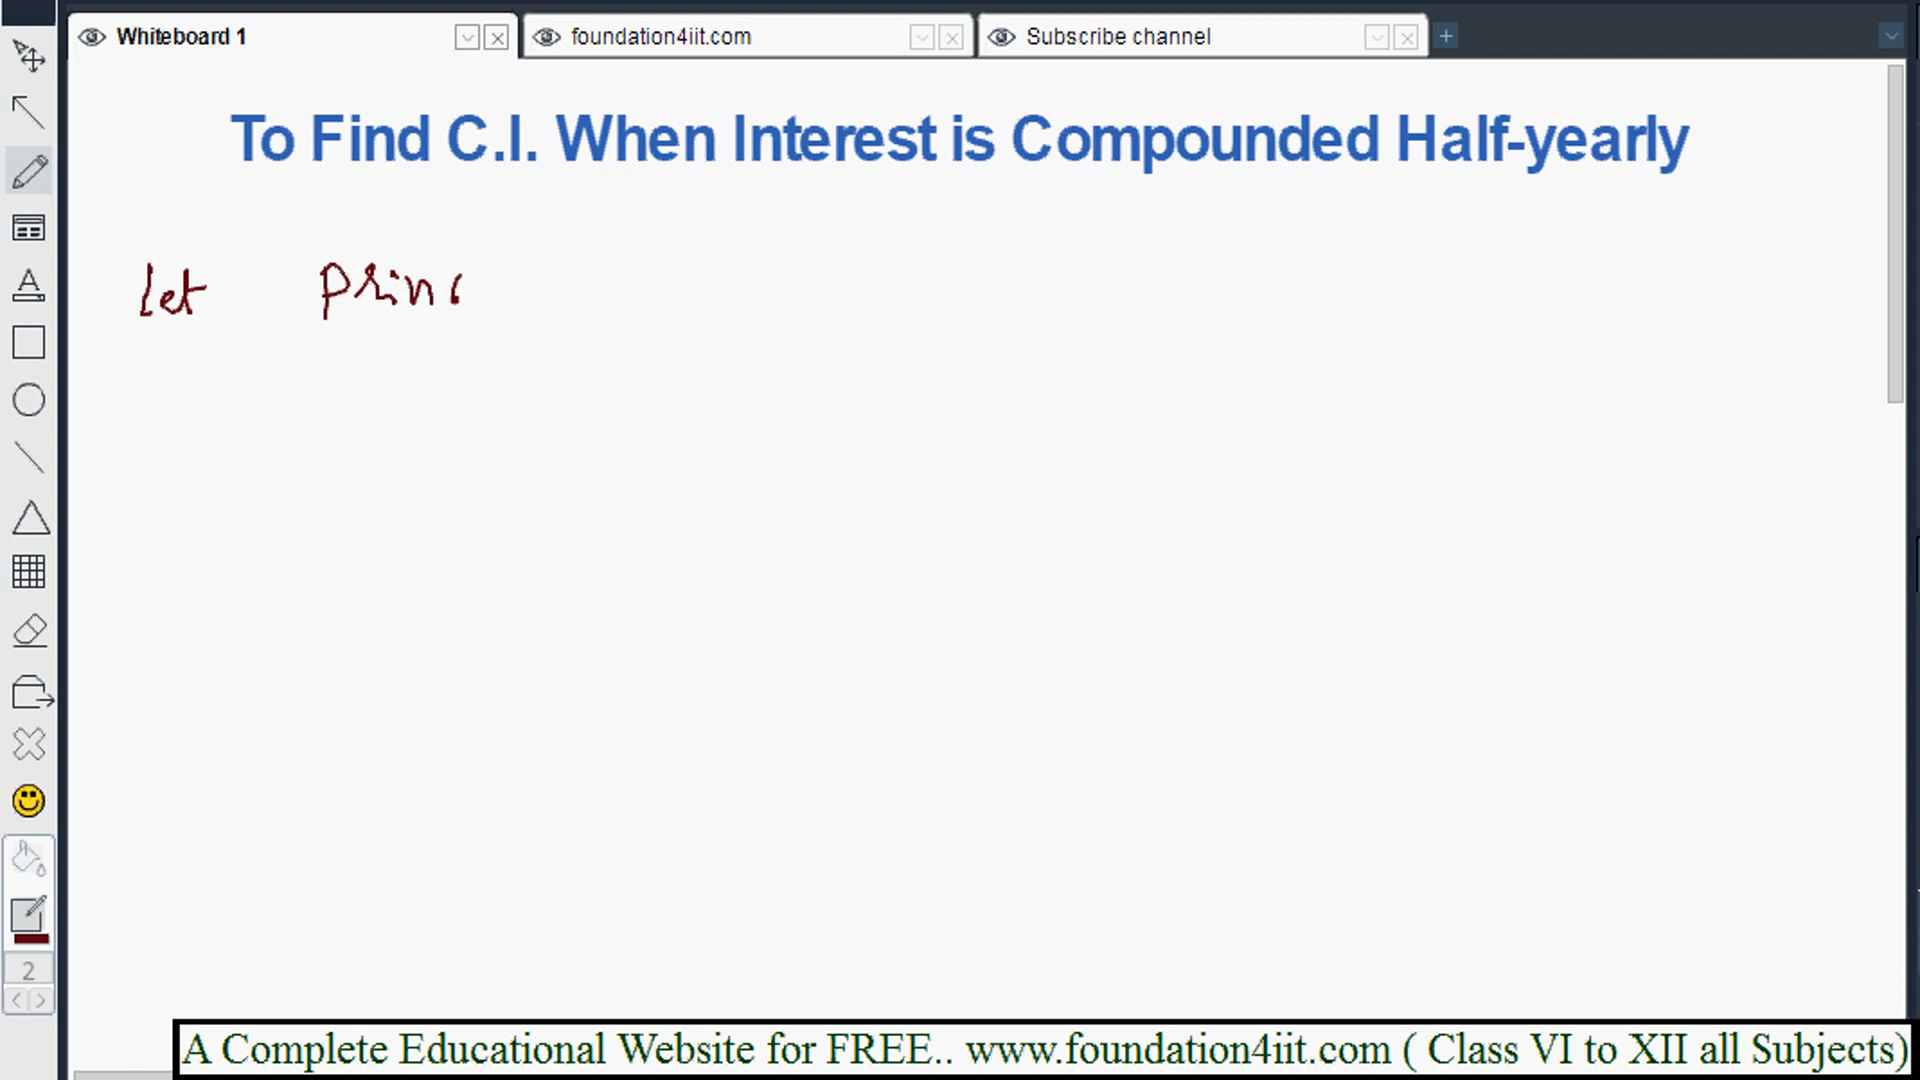 Whiteboard 1
foundation4iit.com
Subscribe channel
To Find C.I. When Interest is Compounded Half-yearly
let princ
2
A Complete Educational Website for FREE.. www.foundation4iit.com ( Class VI to XII all Subjects)